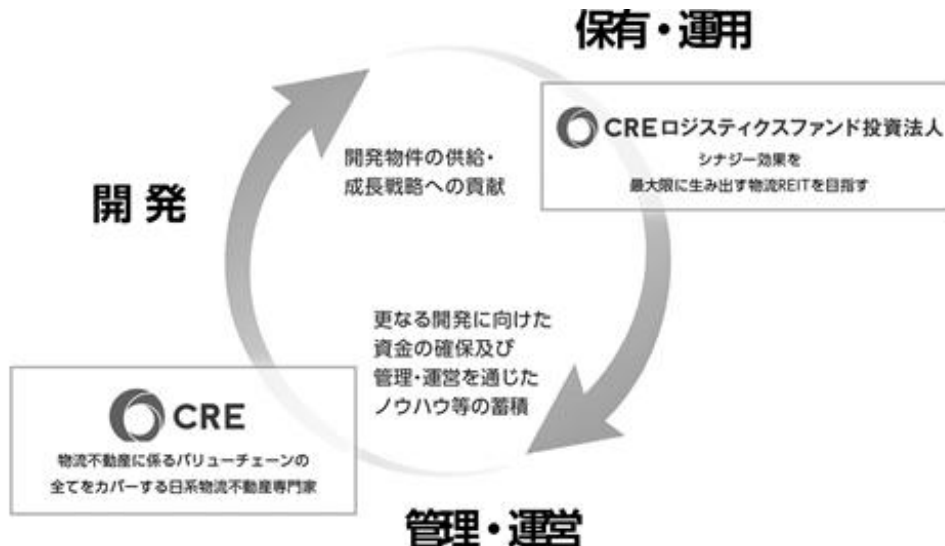 保有・運用
CREロジスティクスファンド投資法人
シナジー効果を
最大限に生み出す物流REITを目指す
開発物件の供給・
成長戦略への貢献
開発
更なる開発に向けた
資金の確保及び
管理・運営を通じた
ノウハウ等の蓄積
CRE
物流不動産に係るバリューチェーンの
全てをカバーする日系物流不動産専門家
管理・運営